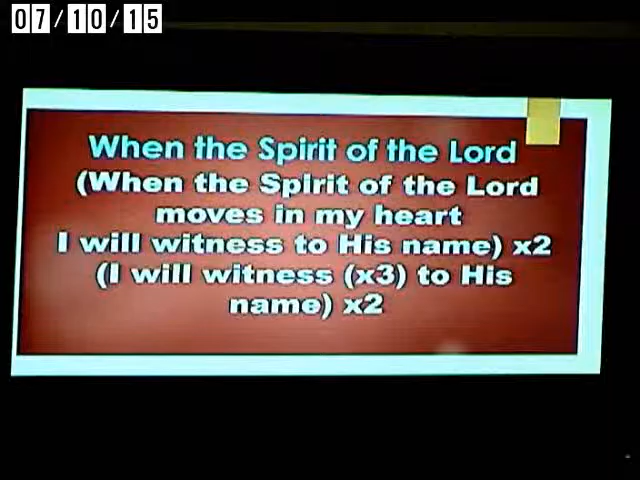 07/10/15
When the Spirit of the Lord
(When the Spirit of the Lord
moves in my heart
I will witness to His name) x2
(I will witness (x3) to His
name) x2